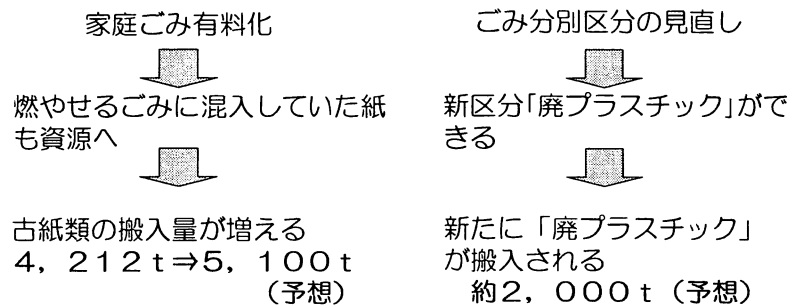 家庭ごみ有料化
燃やせるごみに混入していた紙
も資源へ
古紙類の搬入量が増える
4，212t⇒5，100t
（予想）
ごみ分別区分の見直し
新区分「廃プラスチック」がで
きる
新たに「廃プラスチック」
が搬入される
約2，000t（予想）